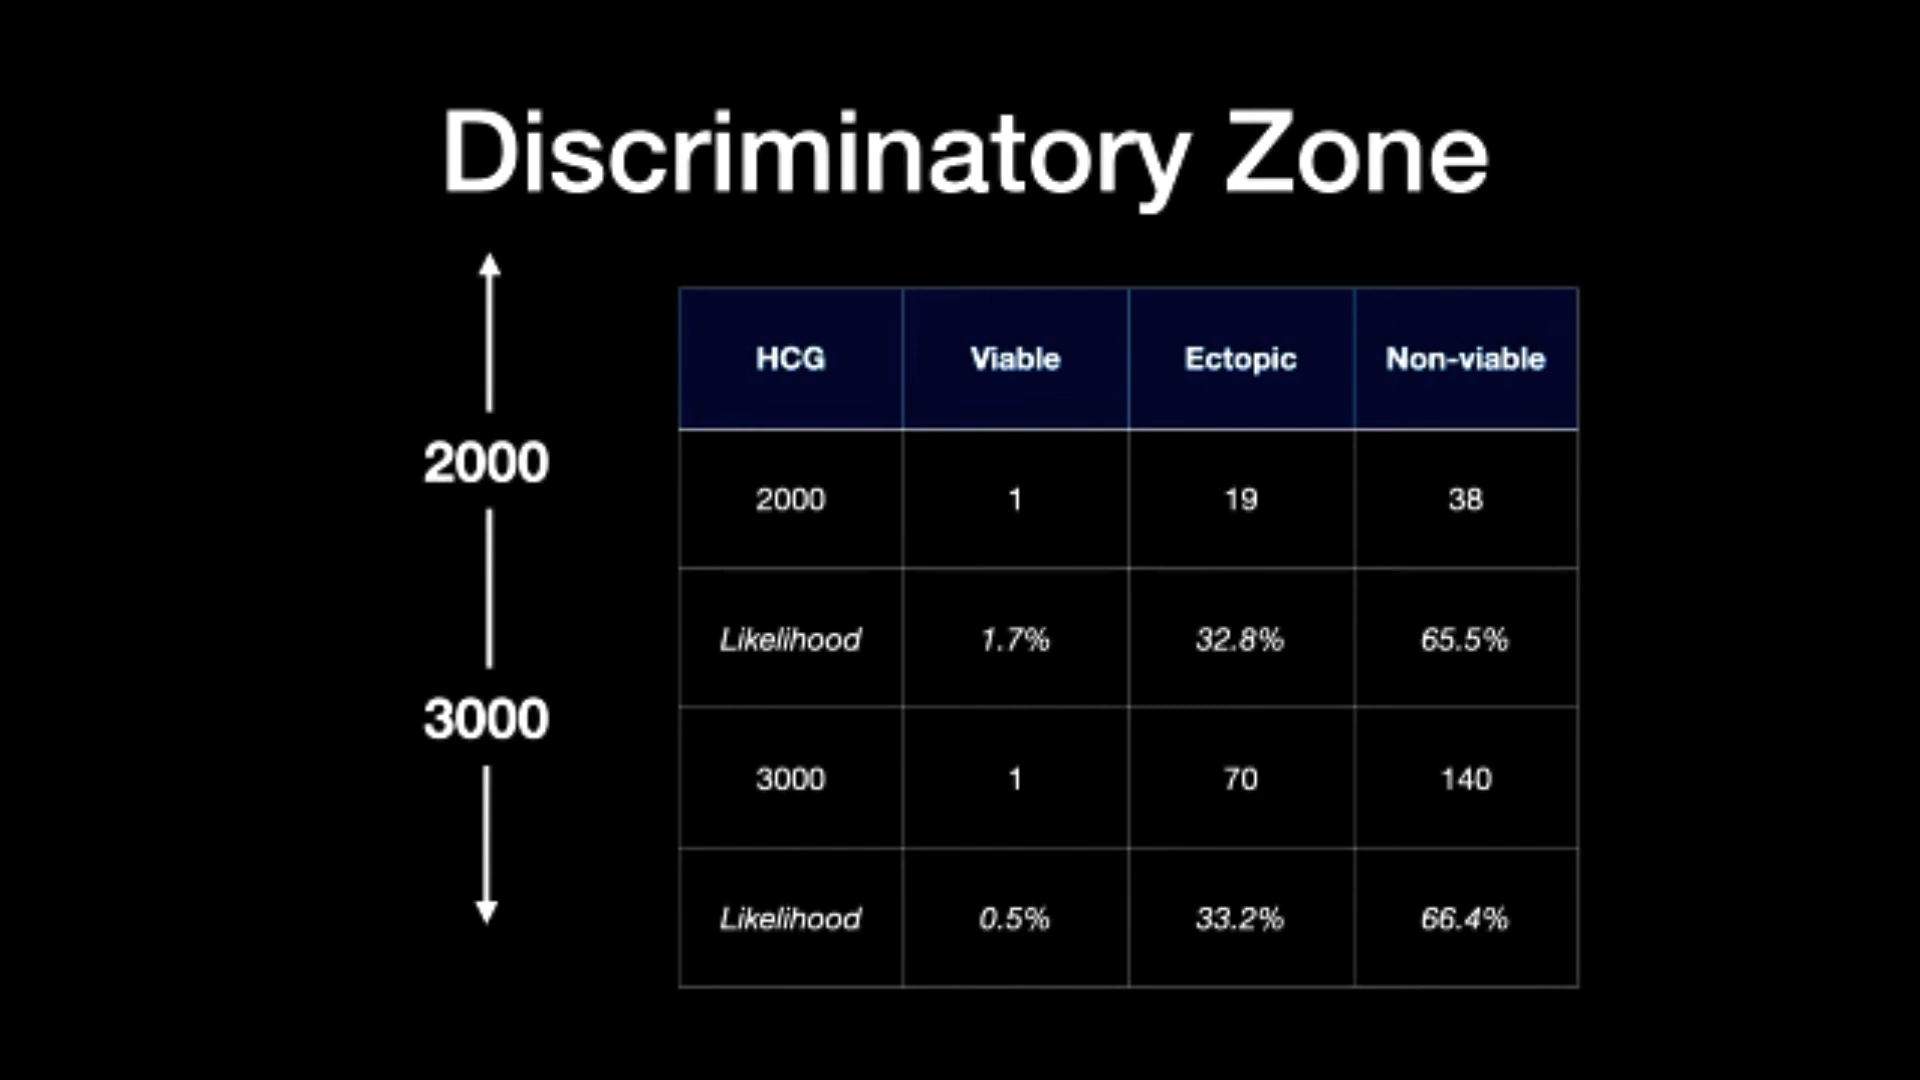 Discriminatory Zone
2000
3000
HCG Viable Ectopic Non-viable
2000 1 19 38
Likelihood 1.7% 32.8% 65.5%
3000 1 70 140
Likelihood 0.5% 33.2% 66.4%